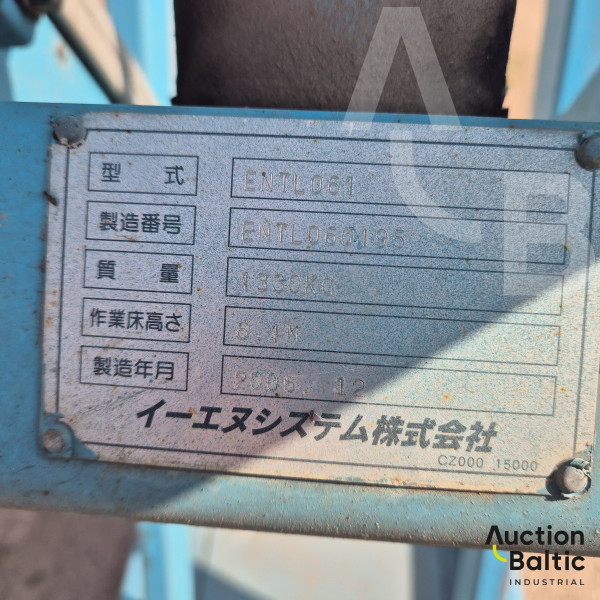 型式 ENTL061
製造番号
質量 1330KG
作業床高さ 6.1M
製造年月 2006. 12
イーエヌシステム株式会社
CZ000 15000
Auction
Baltic
INDUSTRIAL